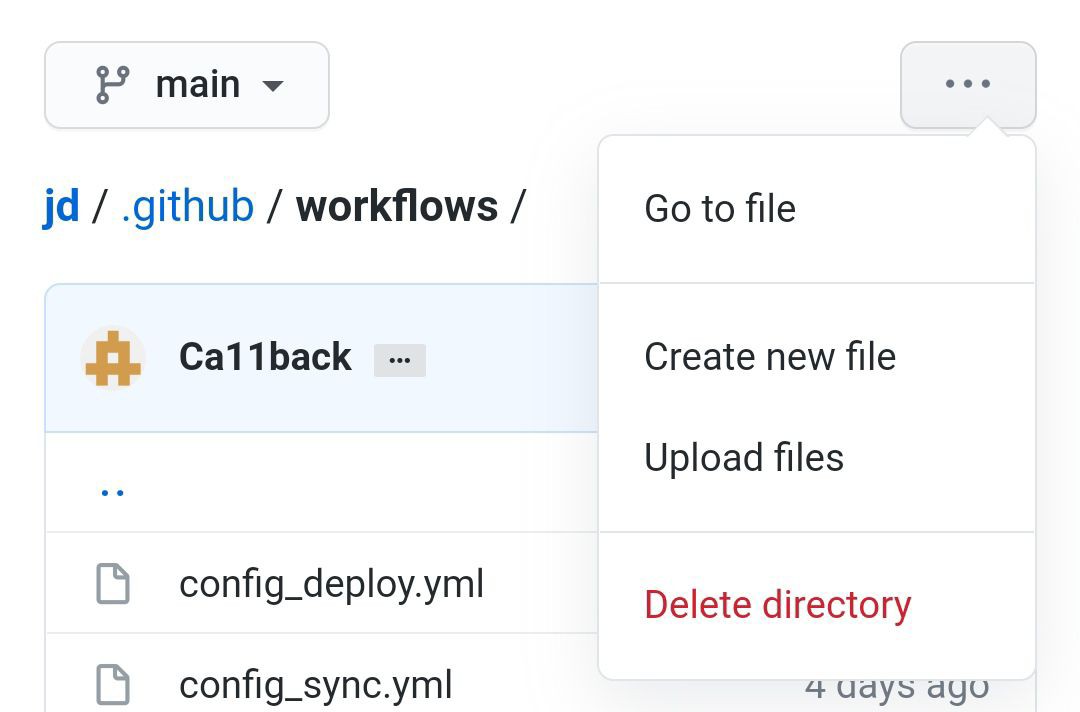 main
...
jd / .github / workflows /
Go to file
Create new file
Upload files
Delete directory
Ca11back ...
..
config_deploy.yml
config_sync.yml
4 days ago